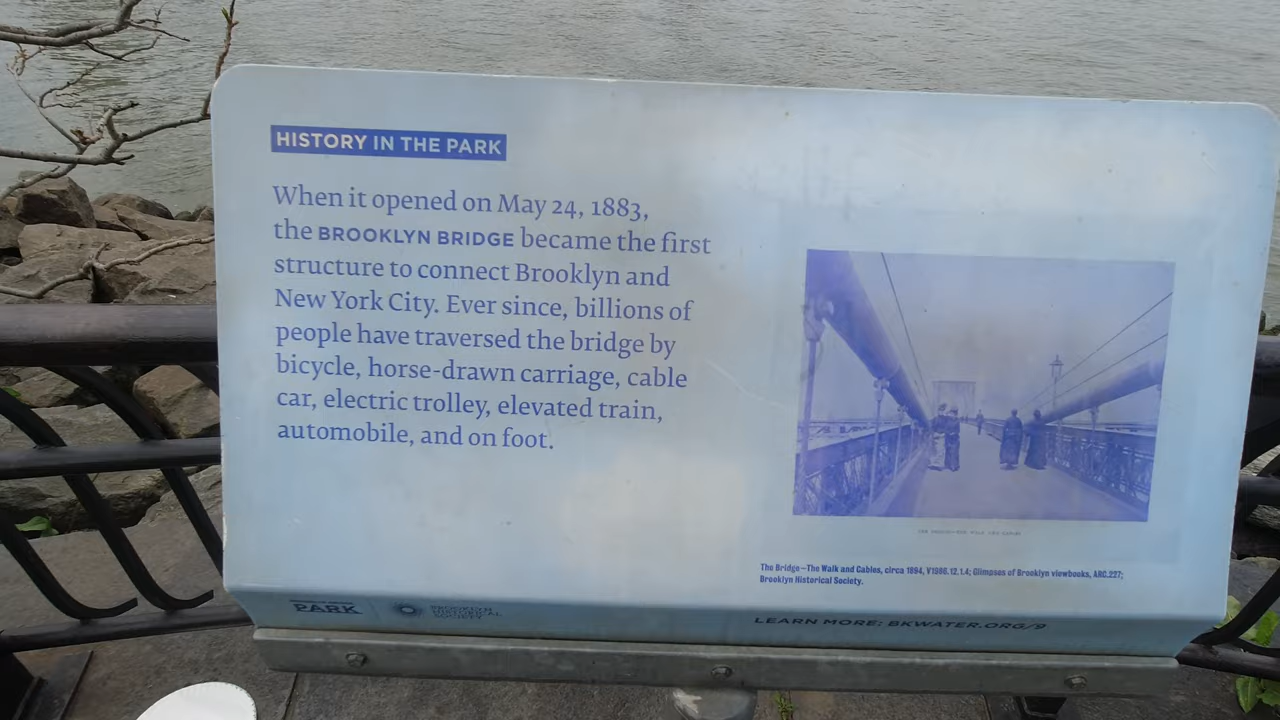 HISTORY IN THE PARK
When it opened on May 24, 1883,
the BROOKLYN BRIDGE became the first
structure to connect Brooklyn and
New York City. Ever since, billions of
people have traversed the bridge by
bicycle, horse-drawn carriage, cable
car, electric trolley, elevated train,
automobile, and on foot.
The Bridge—The Walk and Cables, circa 1894, V1986.12.1.4; Glimpses of Brooklyn viewbooks, ARC.227;
Brooklyn Historical Society.
PARK
BROOKLYN
HISTORICAL
SOCIETY
LEARN MORE: BKWATER.ORG/9